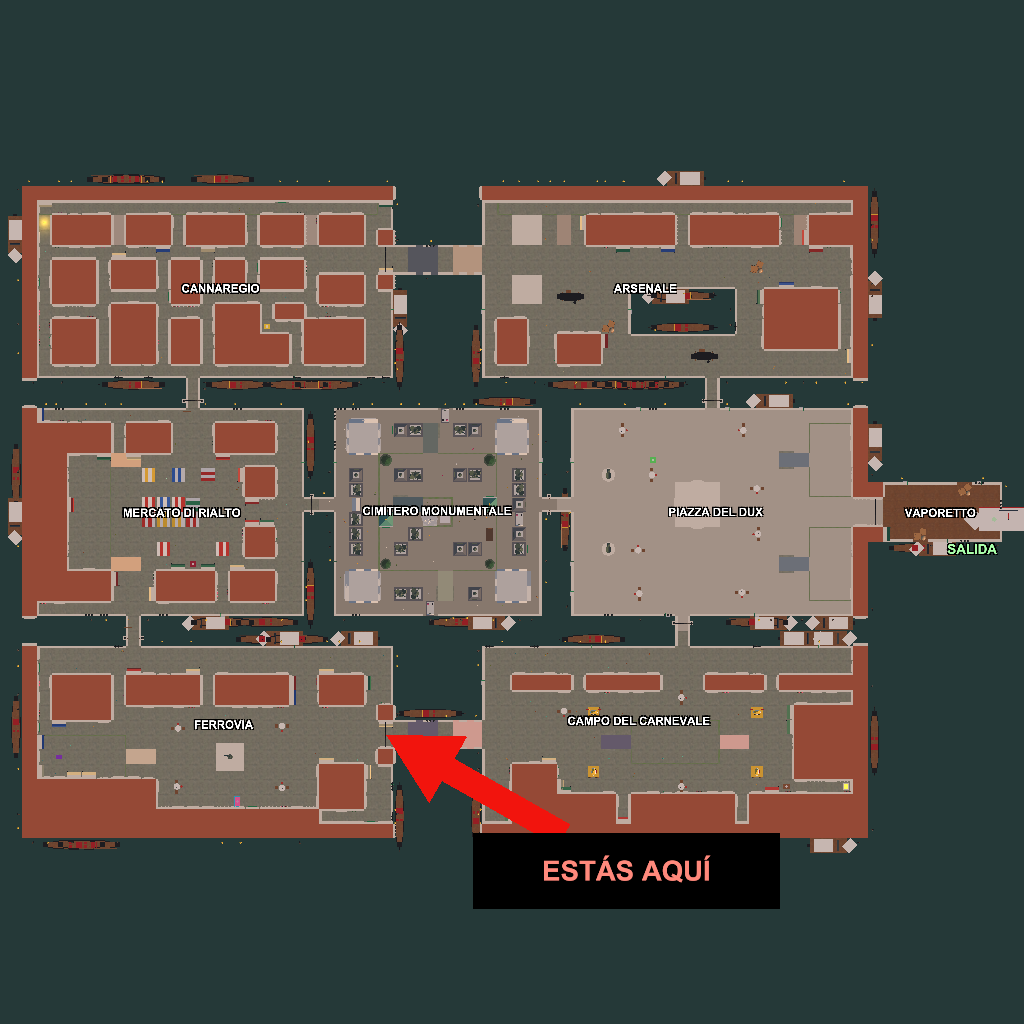 CANNAREGIO
ARSENALE
MERCATO DI RIALTO
CIMITERO MONUMENTALE
PIAZZA DEL DUX
VAPORETTO
SALIDA
FERROVIA
CAMPO DEL CARNEVALE
ESTÁS AQUÍ